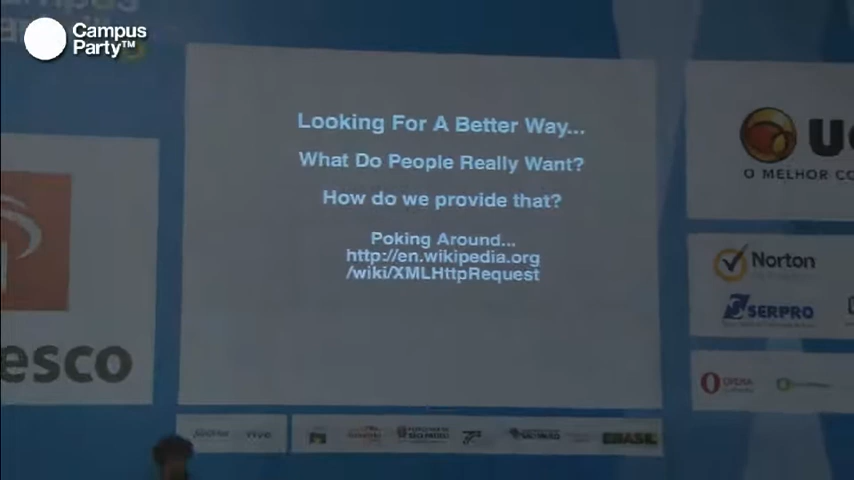 Campus
Party™
Looking For A Better Way...
What Do People Really Want?
How do we provide that?
Poking Around...
http://en.wikipedia.org
/wiki/XMLHttpRequest
esco
O MELHOR CO
Norton
SERPRO
OPERA
vivo
BRASIL